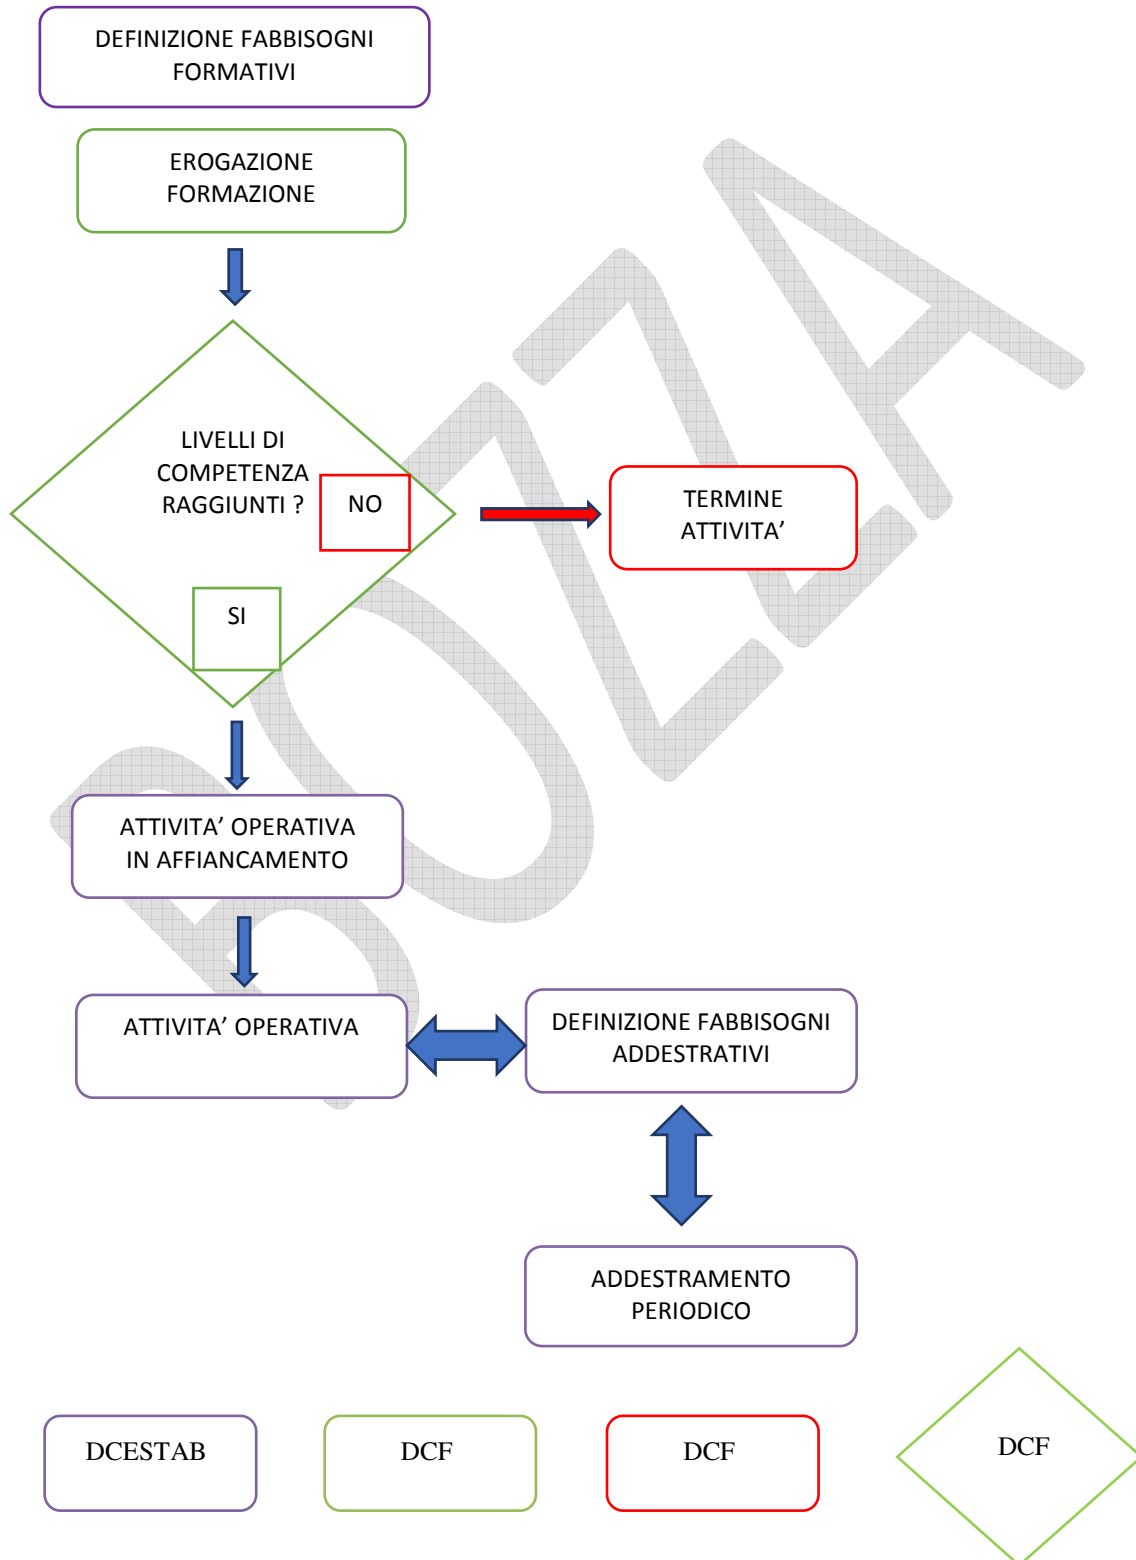 DEFINIZIONE FABBISOGNI
FORMATIVI
EROGAZIONE
FORMAZIONE
LIVELLI DI
COMPETENZA
RAGGIUNTI ?
NO
TERMINE
ATTIVITA’
SI
ATTIVITA’ OPERATIVA
IN AFFIANCAMENTO
ATTIVITA’ OPERATIVA
DEFINIZIONE FABBISOGNI
ADDESTRATIVI
ADDESTRAMENTO
PERIODICO
DCESTAB
DCF
DCF
DCF
BOZZA